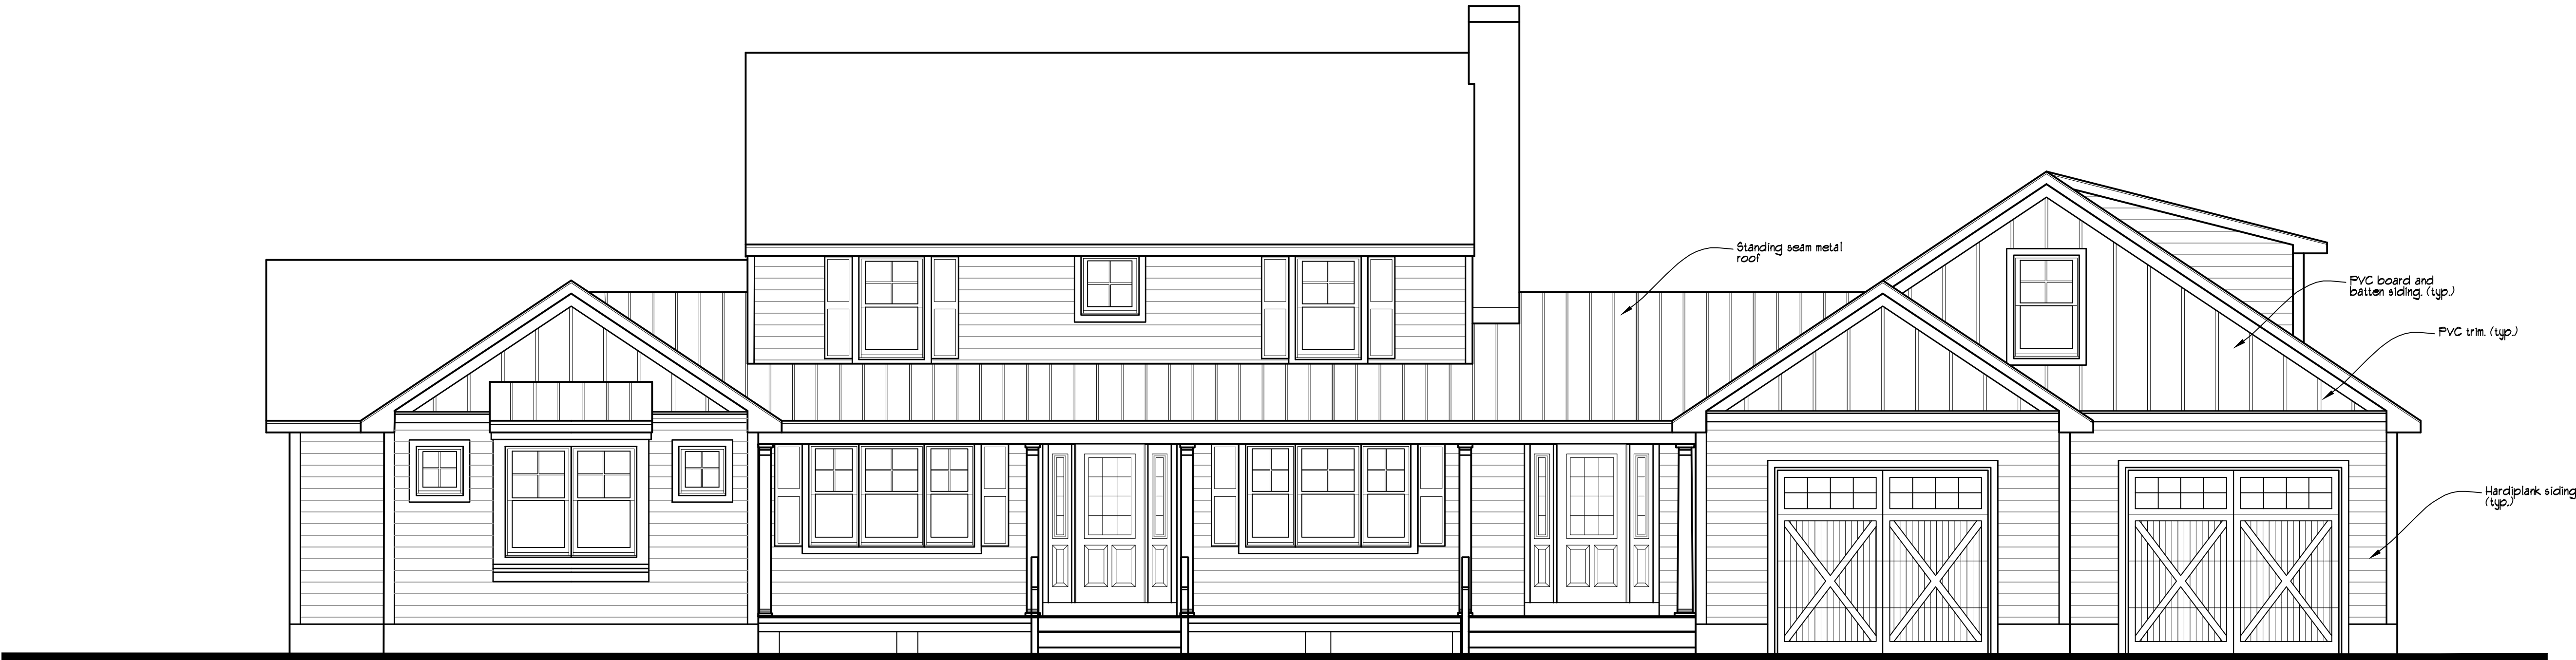 Standing seam metal
roof
PVC board and
batten siding. (typ.)
PVC trim. (typ.)
Hardiplank siding
(typ.)